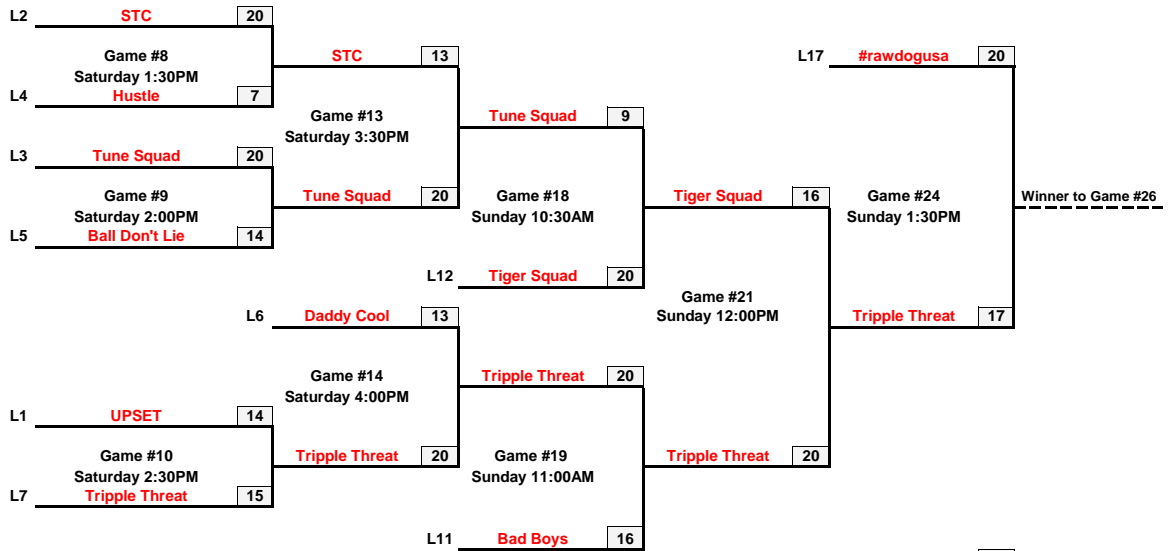 L2 STC 20
Game #8
Saturday 1:30PM
L4 Hustle 7
STC 13
L17 #rawdogusa 20
Game #13
Saturday 3:30PM
Tune Squad 9
L3 Tune Squad 20
Game #9
Saturday 2:00PM
L5 Ball Don't Lie 14
Tune Squad 20
Game #18
Sunday 10:30AM
Tiger Squad 16
Game #24
Sunday 1:30PM
Winner to Game #26
L12 Tiger Squad 20
Game #21
Sunday 12:00PM
L6 Daddy Cool 13
Tripple Threat 17
Game #14
Saturday 4:00PM
Tripple Threat 20
L1 UPSET 14
Game #10
Saturday 2:30PM
L7 Tripple Threat 15
Tripple Threat 20
Game #19
Sunday 11:00AM
Tripple Threat 20
L11 Bad Boys 16